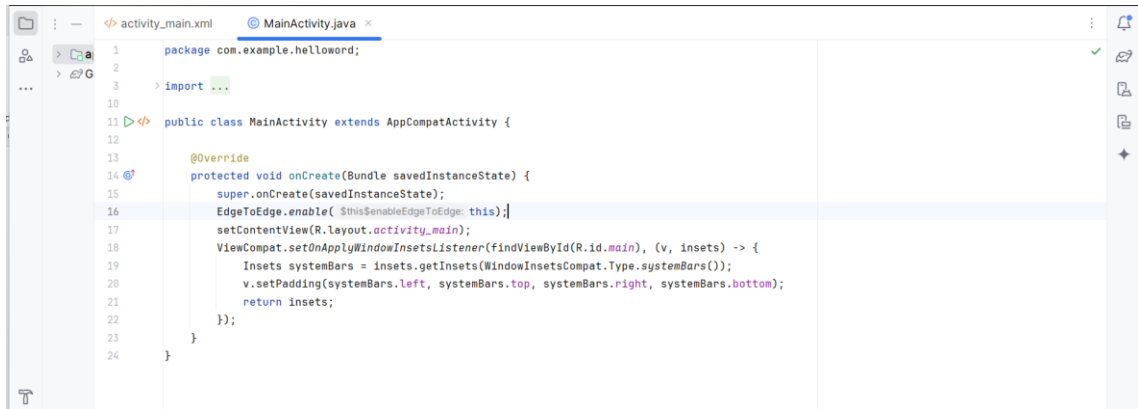 activity_main.xml
MainActivity.java
a
G
1 package com.example.helloword;
2
3 import ...
10
11 public class MainActivity extends AppCompatActivity {
12
13 @Override
14 protected void onCreate(Bundle savedInstanceState) {
15 super.onCreate(savedInstanceState);
16 EdgeToEdge.enable( $this$enableEdgeToEdge: this);
17 setContentView(R.layout.activity_main);
18 ViewCompat.setOnApplyWindowInsetsListener(findViewById(R.id.main), (v, insets) -> {
19 Insets systemBars = insets.getInsets(WindowInsetsCompat.Type.systemBars());
20 v.setPadding(systemBars.left, systemBars.top, systemBars.right, systemBars.bottom);
21 return insets;
22 });
23 }
24 }